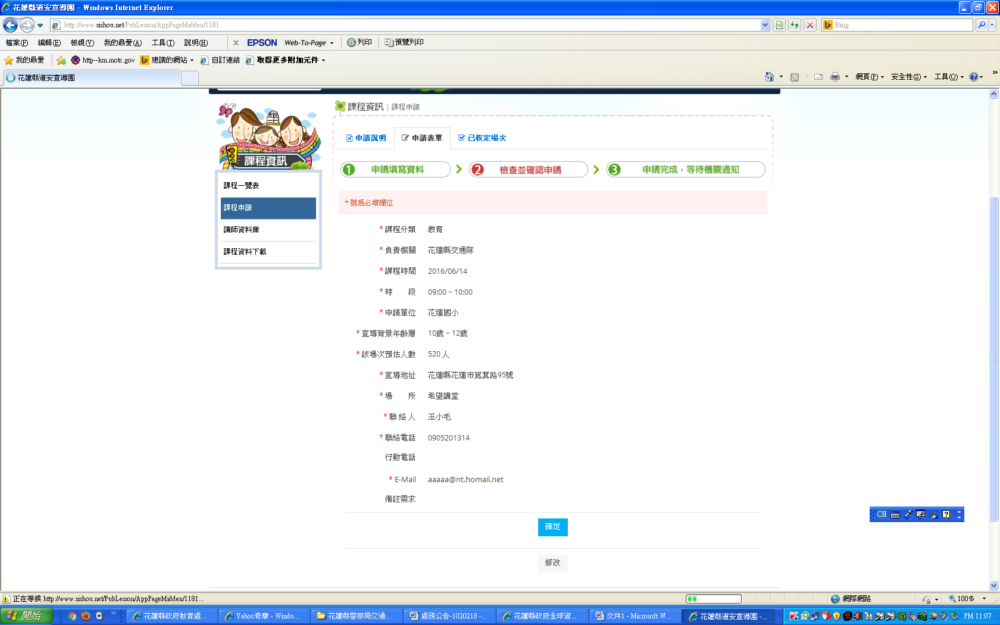 花蓮縣道安宣導團 - Windows Internet Explorer
http://www.sishou.net/PubLesson/AppPageMidden/1181
Bing
檔案(F) 編輯(E) 檢視(V) 我的最愛(A) 工具(T) 說明(H)
x EPSON Web-To-Page 列印 預覽列印
我的最愛 http--km.motc.gov 建議的網站 自訂連結 取得更多附加元件
花蓮縣道安宣導團
網頁(P) 安全性(S) 工具(O) »
課程資訊 | 課程申請
申請說明 申請表單 已核定場次
1 申請填寫資料 2 檢查並確認申請 3 申請完成，等待機關通知
課程資訊
課程一覽表
課程申請
講師資料庫
課程資料下載
* 號為必填欄位
* 課程分類 教育
* 負責機關 花蓮縣交通隊
* 課程時間 2016/06/14
* 時 段 09:00 ~ 10:00
* 申請單位 花蓮國小
* 宣導背景年齡層 10歲 ~ 12歲
* 該場次預估人數 520 人
* 宣導地址 花蓮縣花蓮市崑萁路95號
* 場 所 希望講堂
* 聯 絡 人 王小毛
* 聯絡電話 0905201314
行動電話
* E-Mail aaaaa@nt.homail.net
備註需求
CH
確定
修改
正在等候 http://www.sishou.net/PubLesson/AppPageMidden/1181...
網際網路 100%
開始 » 花蓮縣政府教育處... Yahoo奇摩 - Windo... 花蓮縣警察局交通... 處務公告-1020218 -... 花蓮縣政府全球資... 文件1 - Microsoft W... 花蓮縣道安宣導團 -... PM 11:07